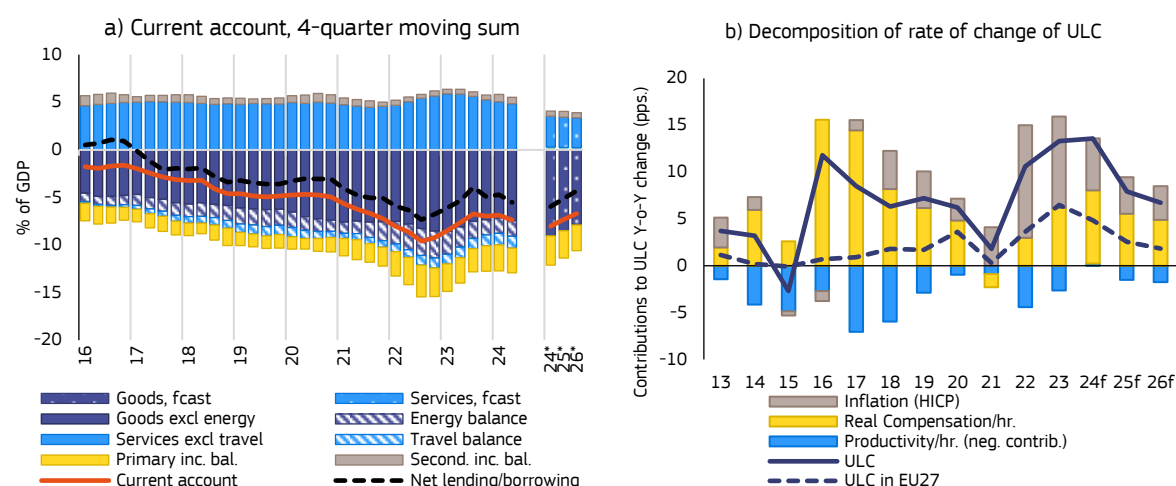 a) Current account, 4-quarter moving sum
% of GDP
10
5
0
-5
-10
-15
-20
16
17
18
19
20
21
22
23
24
24*
25*
26*
Goods, fcast
Services, fcast
Goods excl energy
Energy balance
Services excl travel
Travel balance
Primary inc. bal.
Second. inc. bal.
Current account
Net lending/borrowing
b) Decomposition of rate of change of ULC
Contributions to ULC Y-o-Y change (pps.)
20
15
10
5
0
-5
-10
13 14 15 16 17 18 19 20 21 22 23 24f 25f 26f
Inflation (HICP)
Real Compensation/hr.
Productivity/hr. (neg. contrib.)
ULC
ULC in EU27